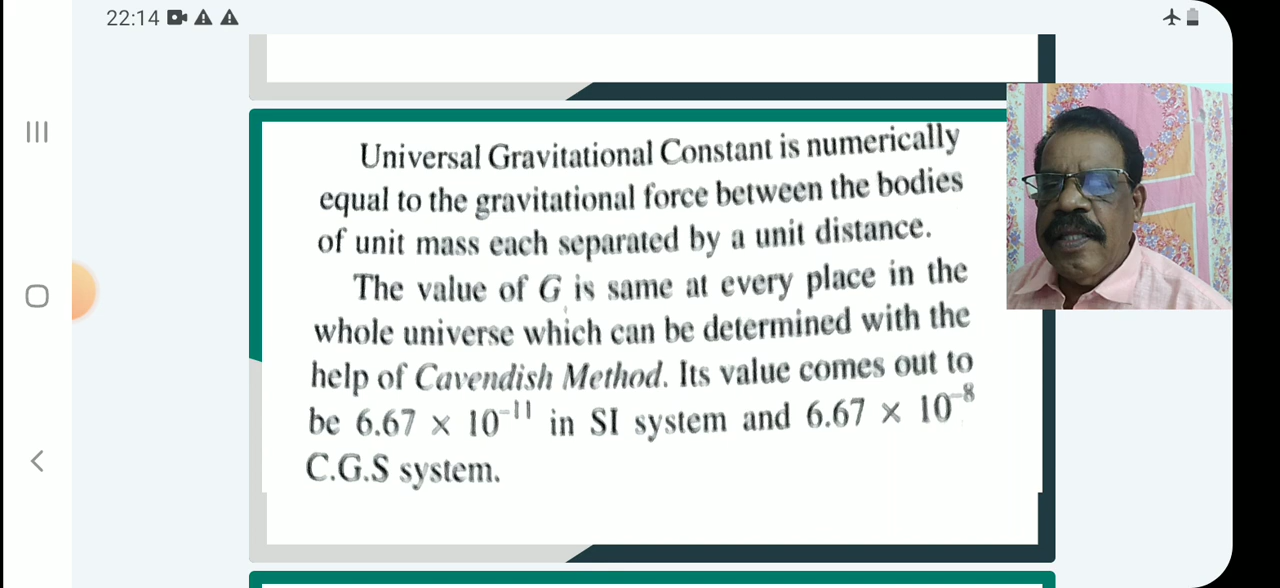 22:14
Universal Gravitational Constant is numerically
equal to the gravitational force between the bodies
of unit mass each separated by a unit distance.
The value of G is same at every place in the
whole universe which can be determined with the
help of Cavendish Method. Its value comes out to
be 6.67 × 10⁻¹¹ in SI system and 6.67 × 10⁻⁸
C.G.S system.